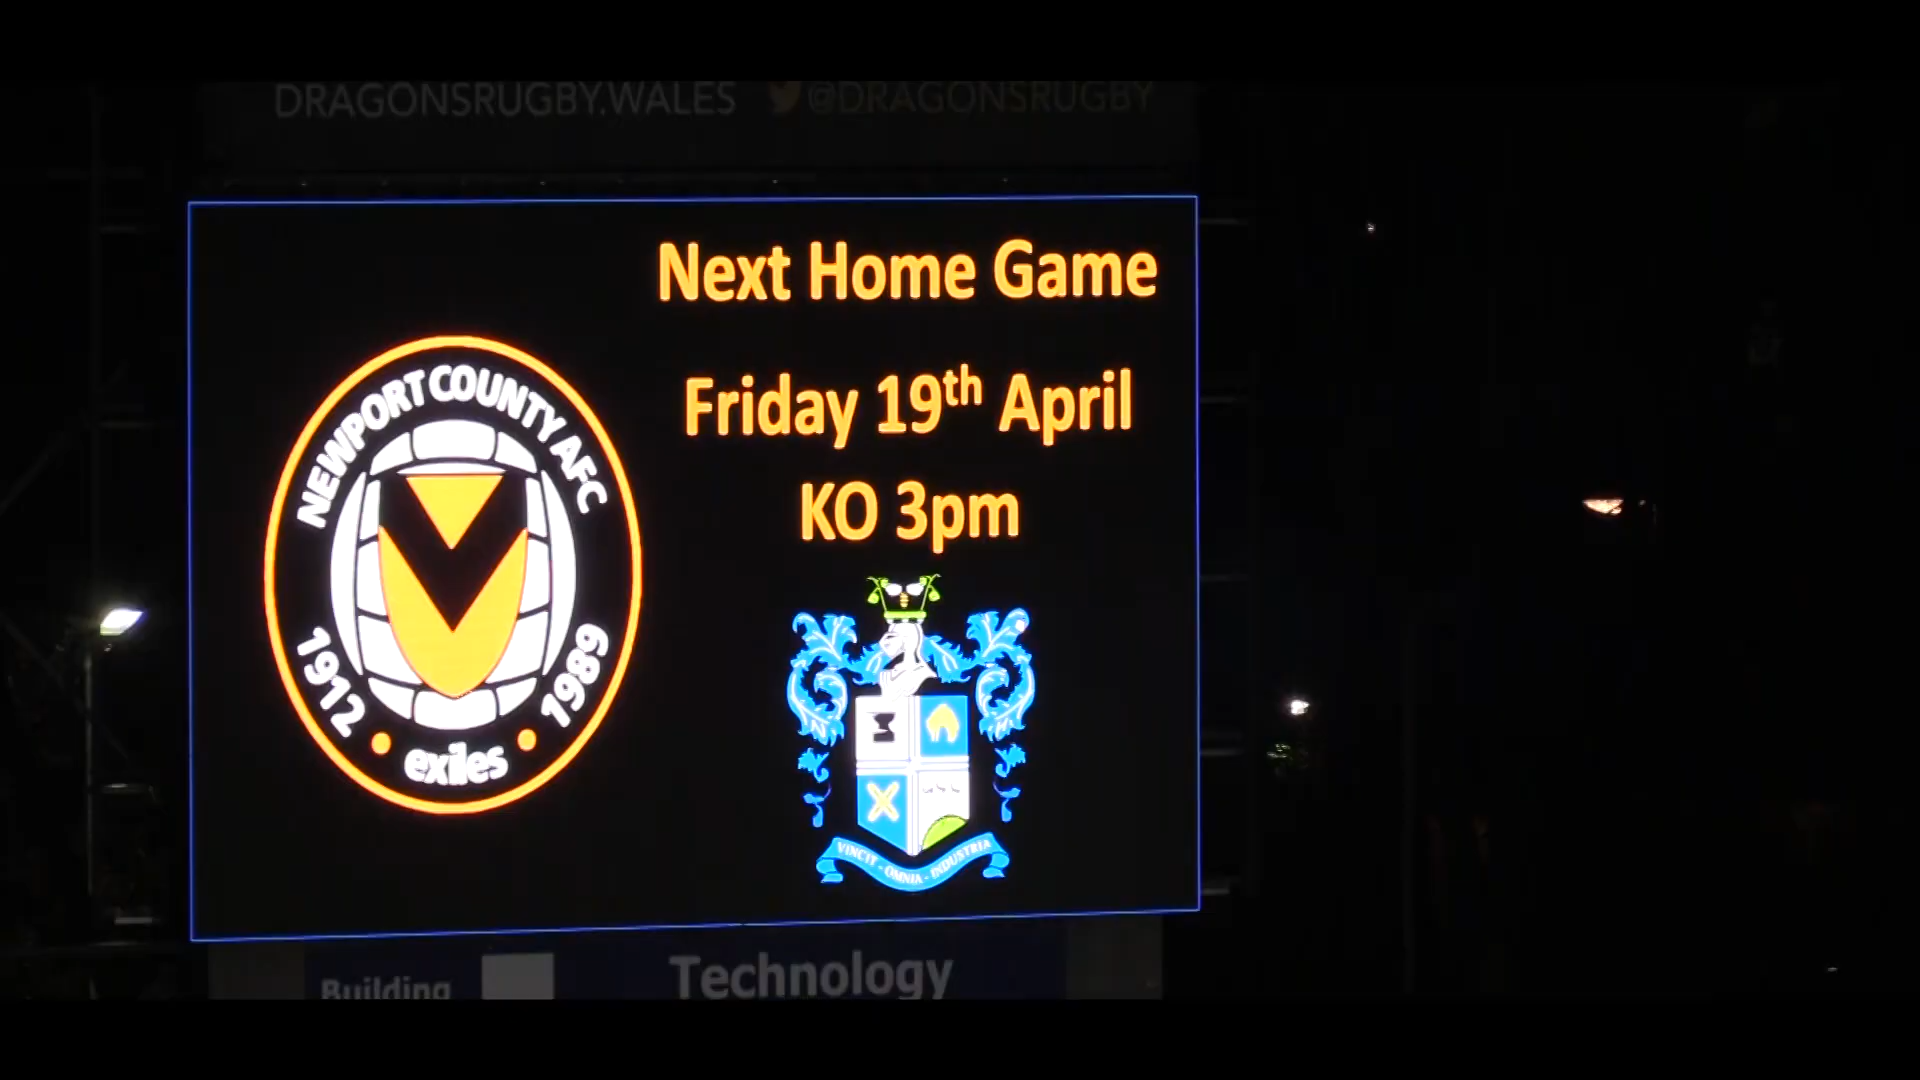 DRAGONSRUGBY.WALES @DRAGONSRUGBY
Next Home Game
Friday 19th April
KO 3pm
NEWPORT COUNTY AFC
1912 • exiles • 1989
VINCIT - OMNIA - INDUSTRIA
Building
Technology